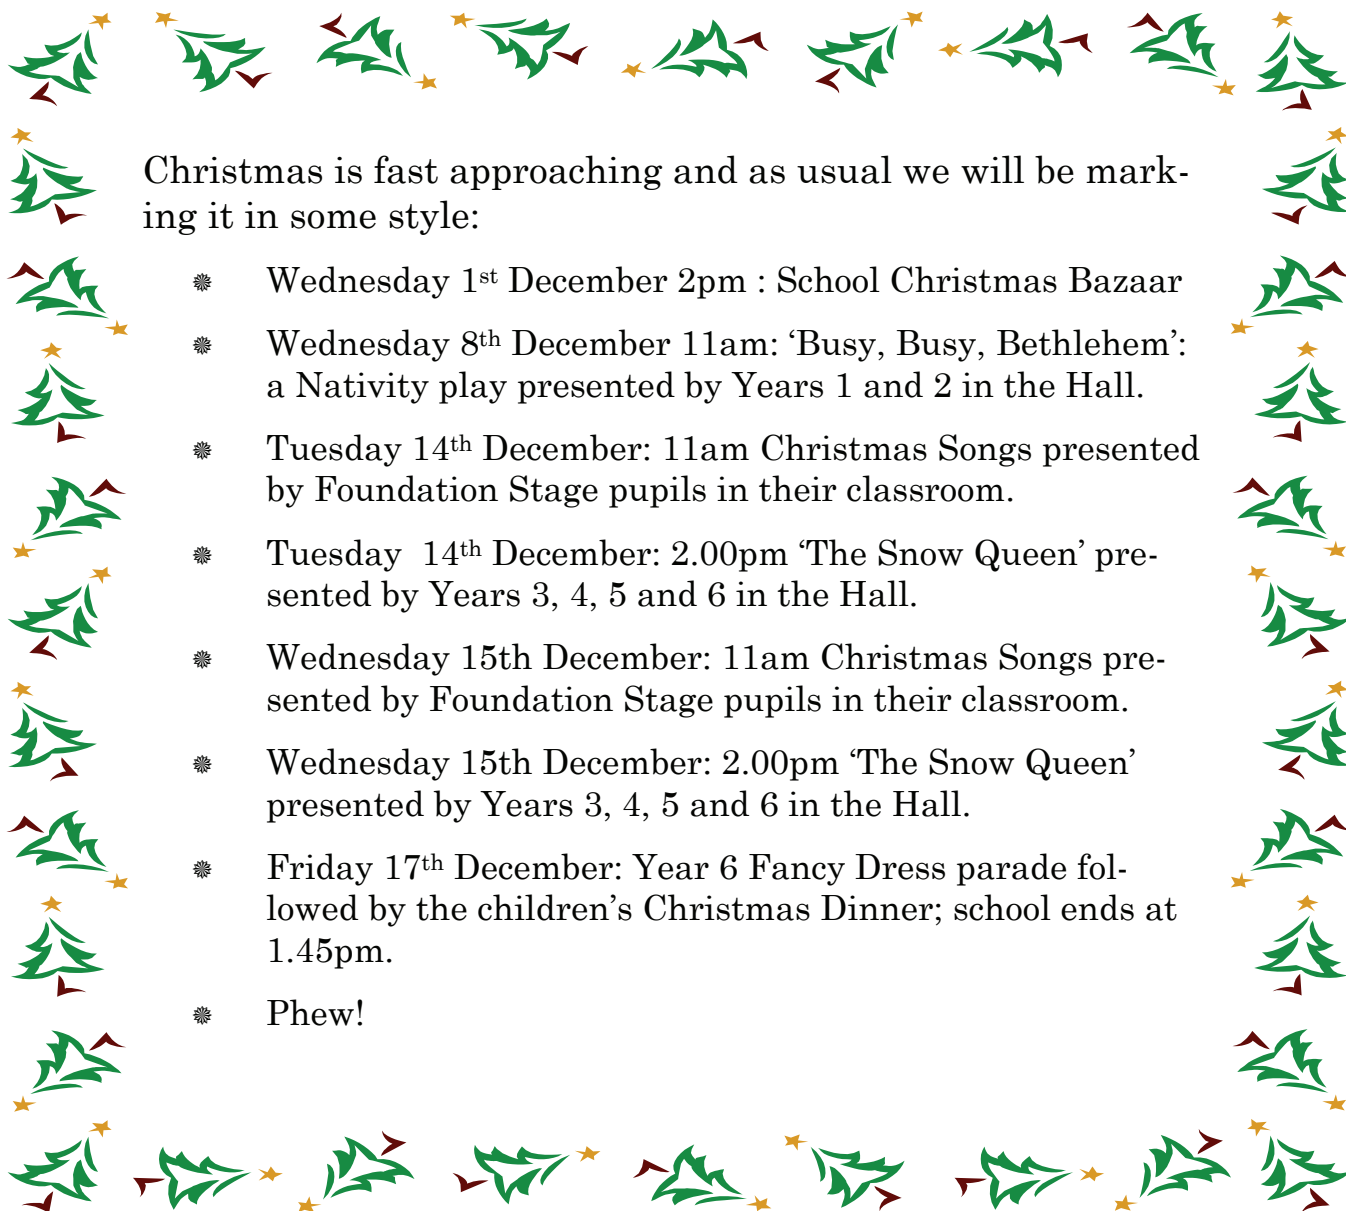 Christmas is fast approaching and as usual we will be mark-
ing it in some style:
Wednesday 1st December 2pm : School Christmas Bazaar
Wednesday 8th December 11am: ‘Busy, Busy, Bethlehem’:
a Nativity play presented by Years 1 and 2 in the Hall.
Tuesday 14th December: 11am Christmas Songs presented
by Foundation Stage pupils in their classroom.
Tuesday  14th December: 2.00pm ‘The Snow Queen’ pre-
sented by Years 3, 4, 5 and 6 in the Hall.
Wednesday 15th December: 11am Christmas Songs pre-
sented by Foundation Stage pupils in their classroom.
Wednesday 15th December: 2.00pm ‘The Snow Queen’
presented by Years 3, 4, 5 and 6 in the Hall.
Friday 17th December: Year 6 Fancy Dress parade fol-
lowed by the children’s Christmas Dinner; school ends at
1.45pm.
Phew!